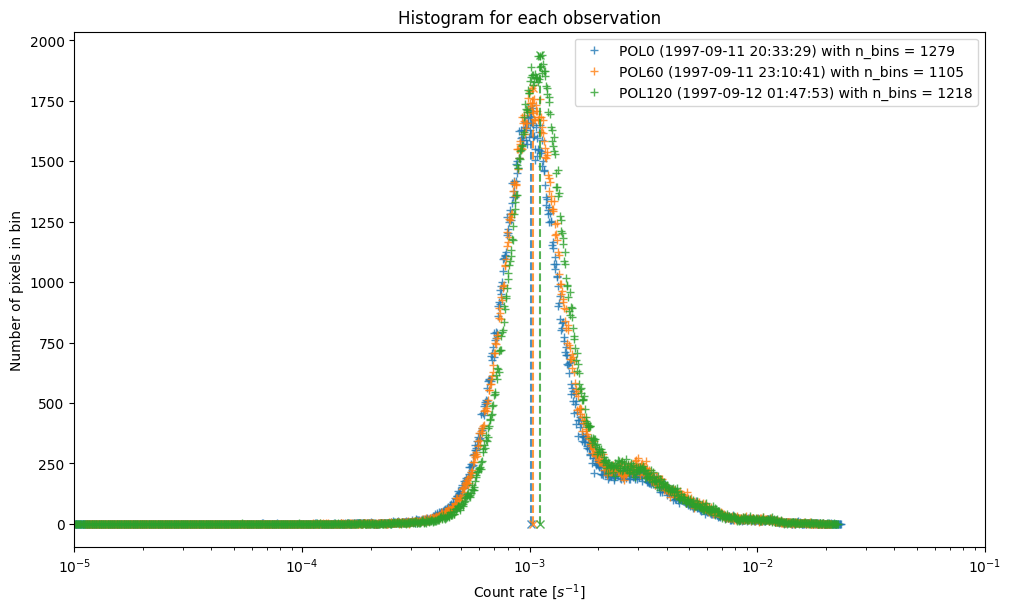 Histogram for each observation
POL0 (1997-09-11 20:33:29) with n_bins = 1279
POL60 (1997-09-11 23:10:41) with n_bins = 1105
POL120 (1997-09-12 01:47:53) with n_bins = 1218
Number of pixels in bin
2000
1750
1500
1250
1000
750
500
250
0
10⁻⁵ 10⁻⁴ 10⁻³ 10⁻² 10⁻¹
Count rate [s⁻¹]